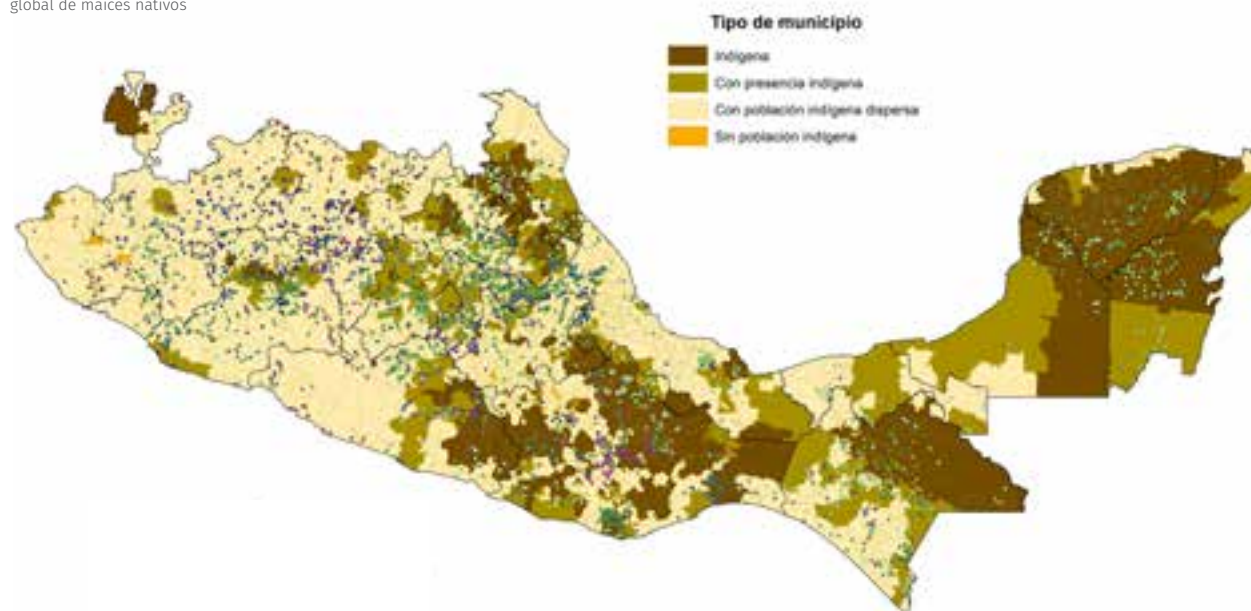 global de maíces nativos
Tipo de municipio
Indígena
Con presencia indígena
Con población indígena dispersa
Sin población indígena